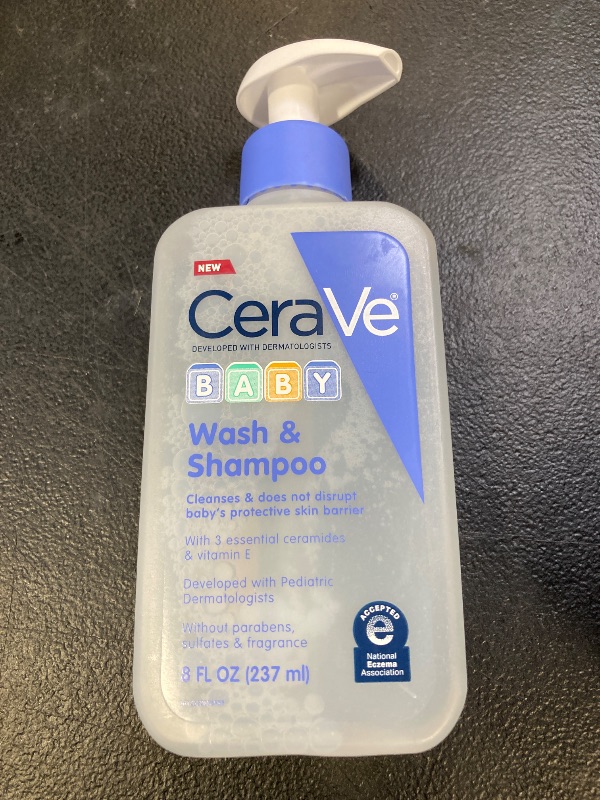 NEW
CeraVe®
DEVELOPED WITH DERMATOLOGISTS
BABY
Wash &
Shampoo
Cleanses & does not disrupt
baby's protective skin barrier
With 3 essential ceramides
& vitamin E
Developed with Pediatric
Dermatologists
Without parabens,
sulfates & fragrance
8 FL OZ (237 ml)
ACCEPTED
e
National
Eczema
Association